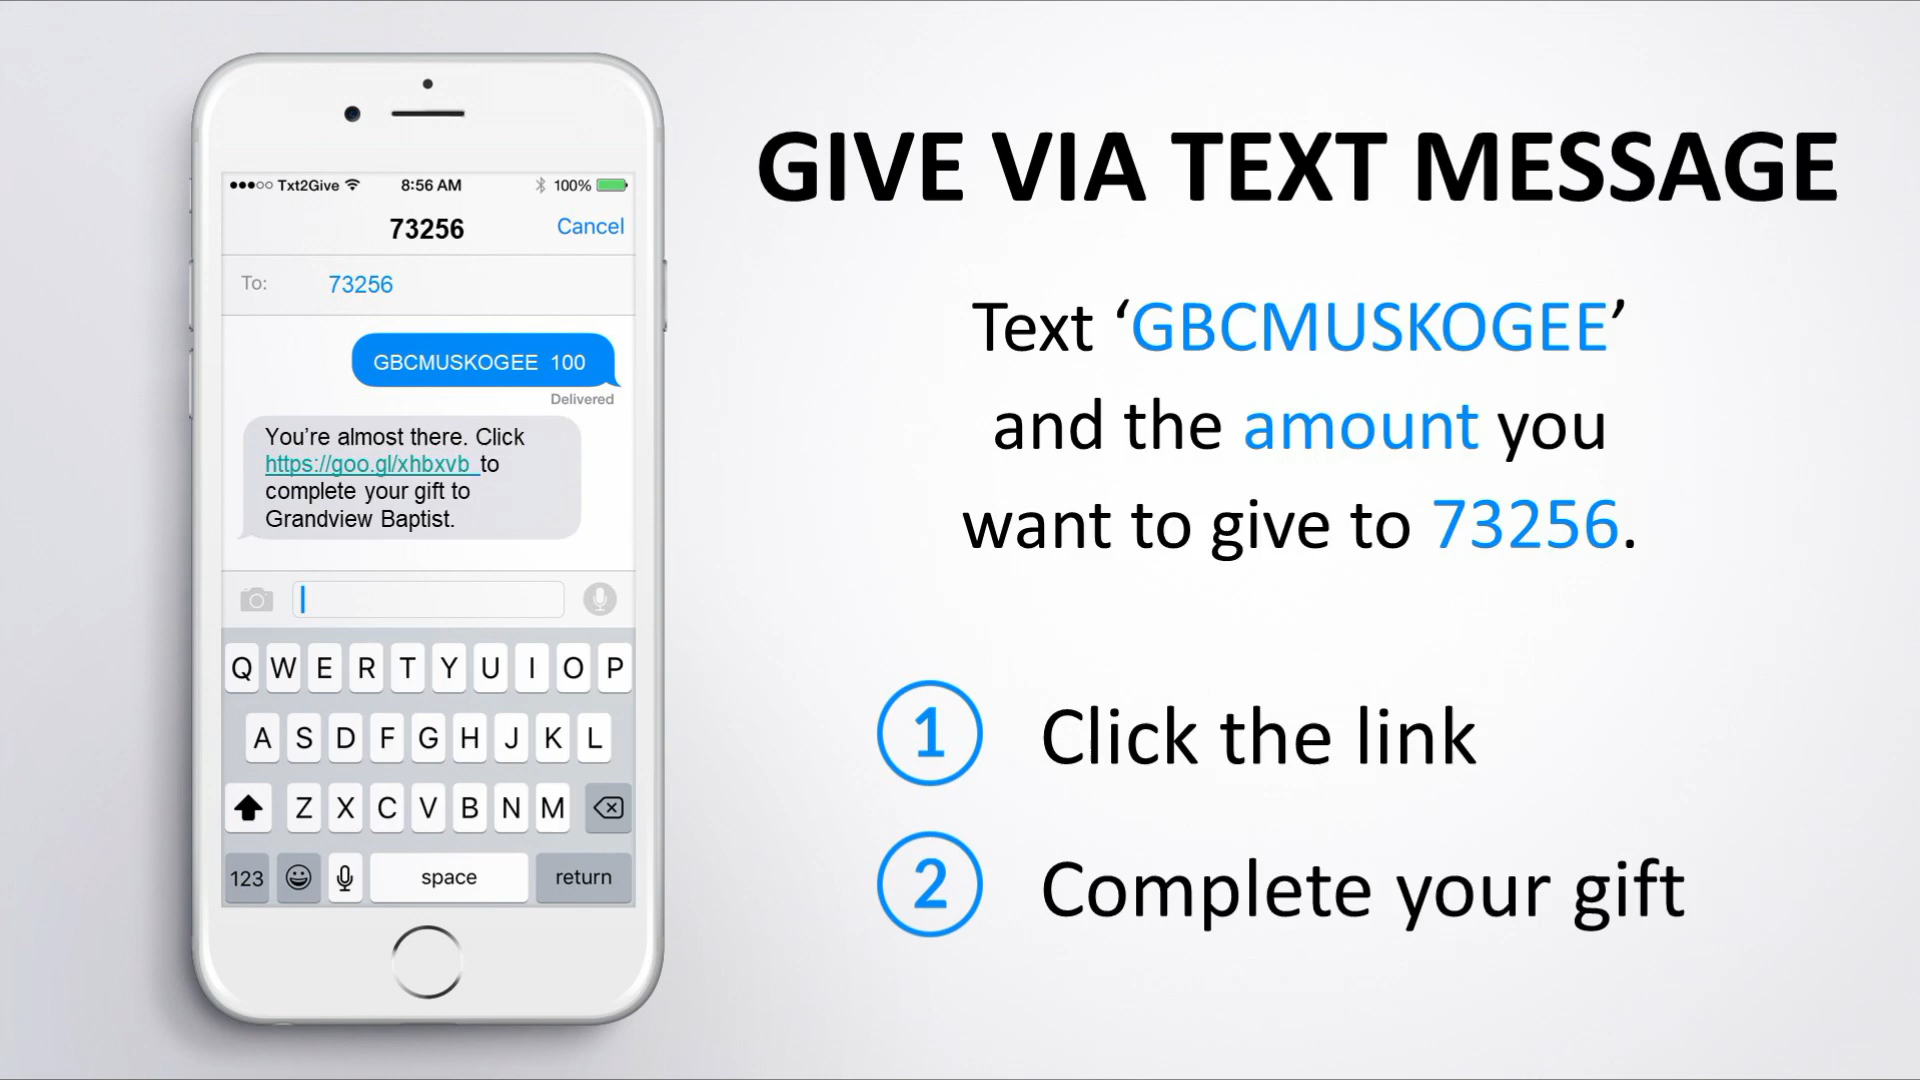 Txt2Give 8:56 AM 100%
73256 Cancel
To: 73256
GBCMUSKOGEE 100
Delivered
You're almost there. Click
https://goo.gl/xhbxvb to
complete your gift to
Grandview Baptist.
Q W E R T Y U I O P
A S D F G H J K L
Z X C V B N M
123 space return
GIVE VIA TEXT MESSAGE
Text ‘GBCMUSKOGEE’
and the amount you
want to give to 73256.
1 Click the link
2 Complete your gift